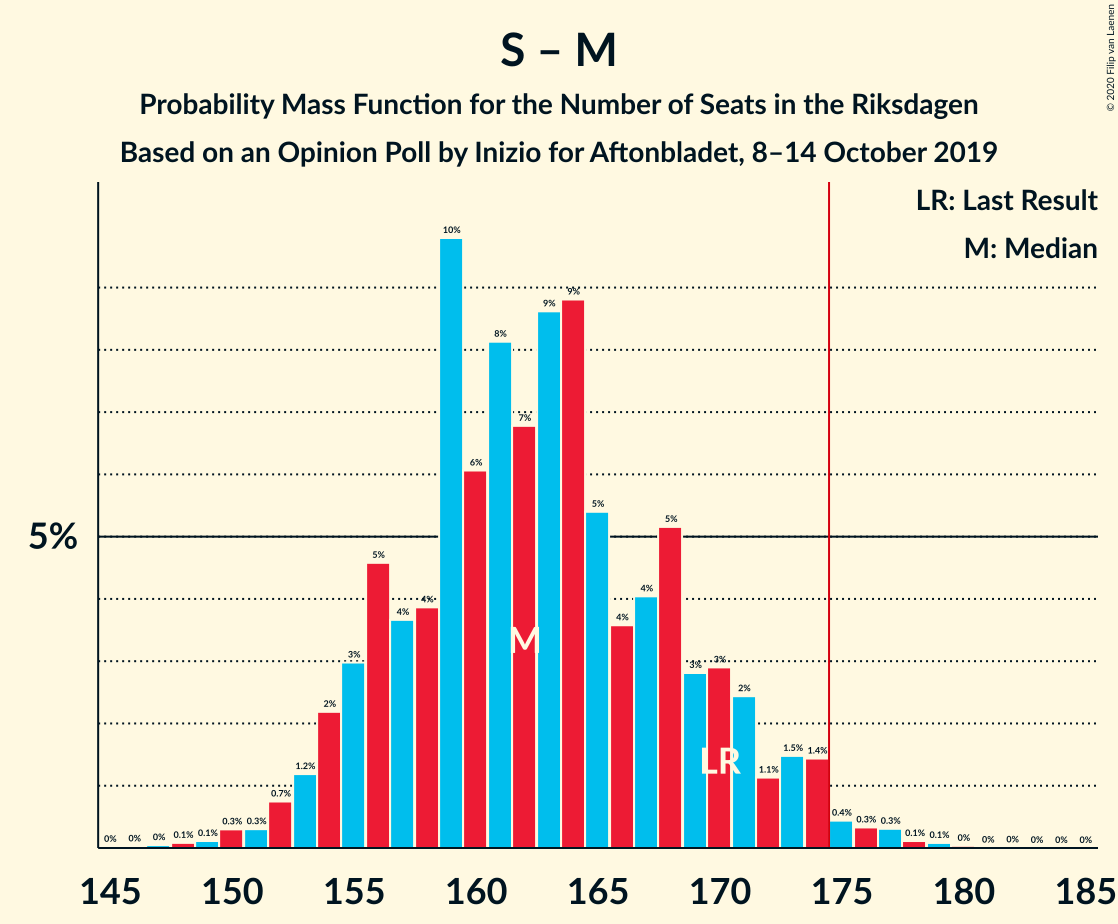 S – M
Probability Mass Function for the Number of Seats in the Riksdagen
Based on an Opinion Poll by Inizio for Aftonbladet, 8–14 October 2019
© 2020 Filip van Laenen
LR: Last Result
M: Median
5%
0% 0% 0% 0.1% 0.1% 0.3% 0.3% 0.7% 1.2% 2% 3% 5% 4% 4% 10% 6% 8% 7% 9% 9% 5% 4% 4% 5% 3% 3% 2% 1.1% 1.5% 1.4% 0.4% 0.3% 0.3% 0.1% 0.1% 0% 0% 0% 0% 0% 0%
M
LR
145 150 155 160 165 170 175 180 185